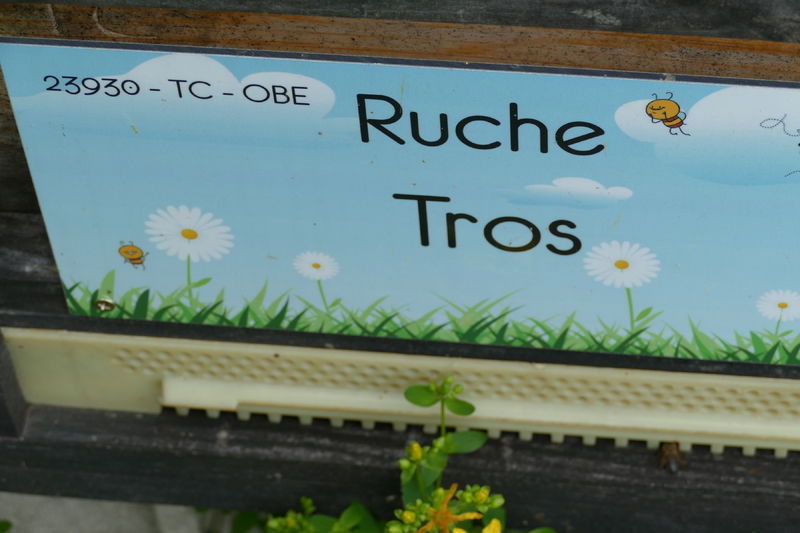 23930 - TC - OBE
Ruche
Tros